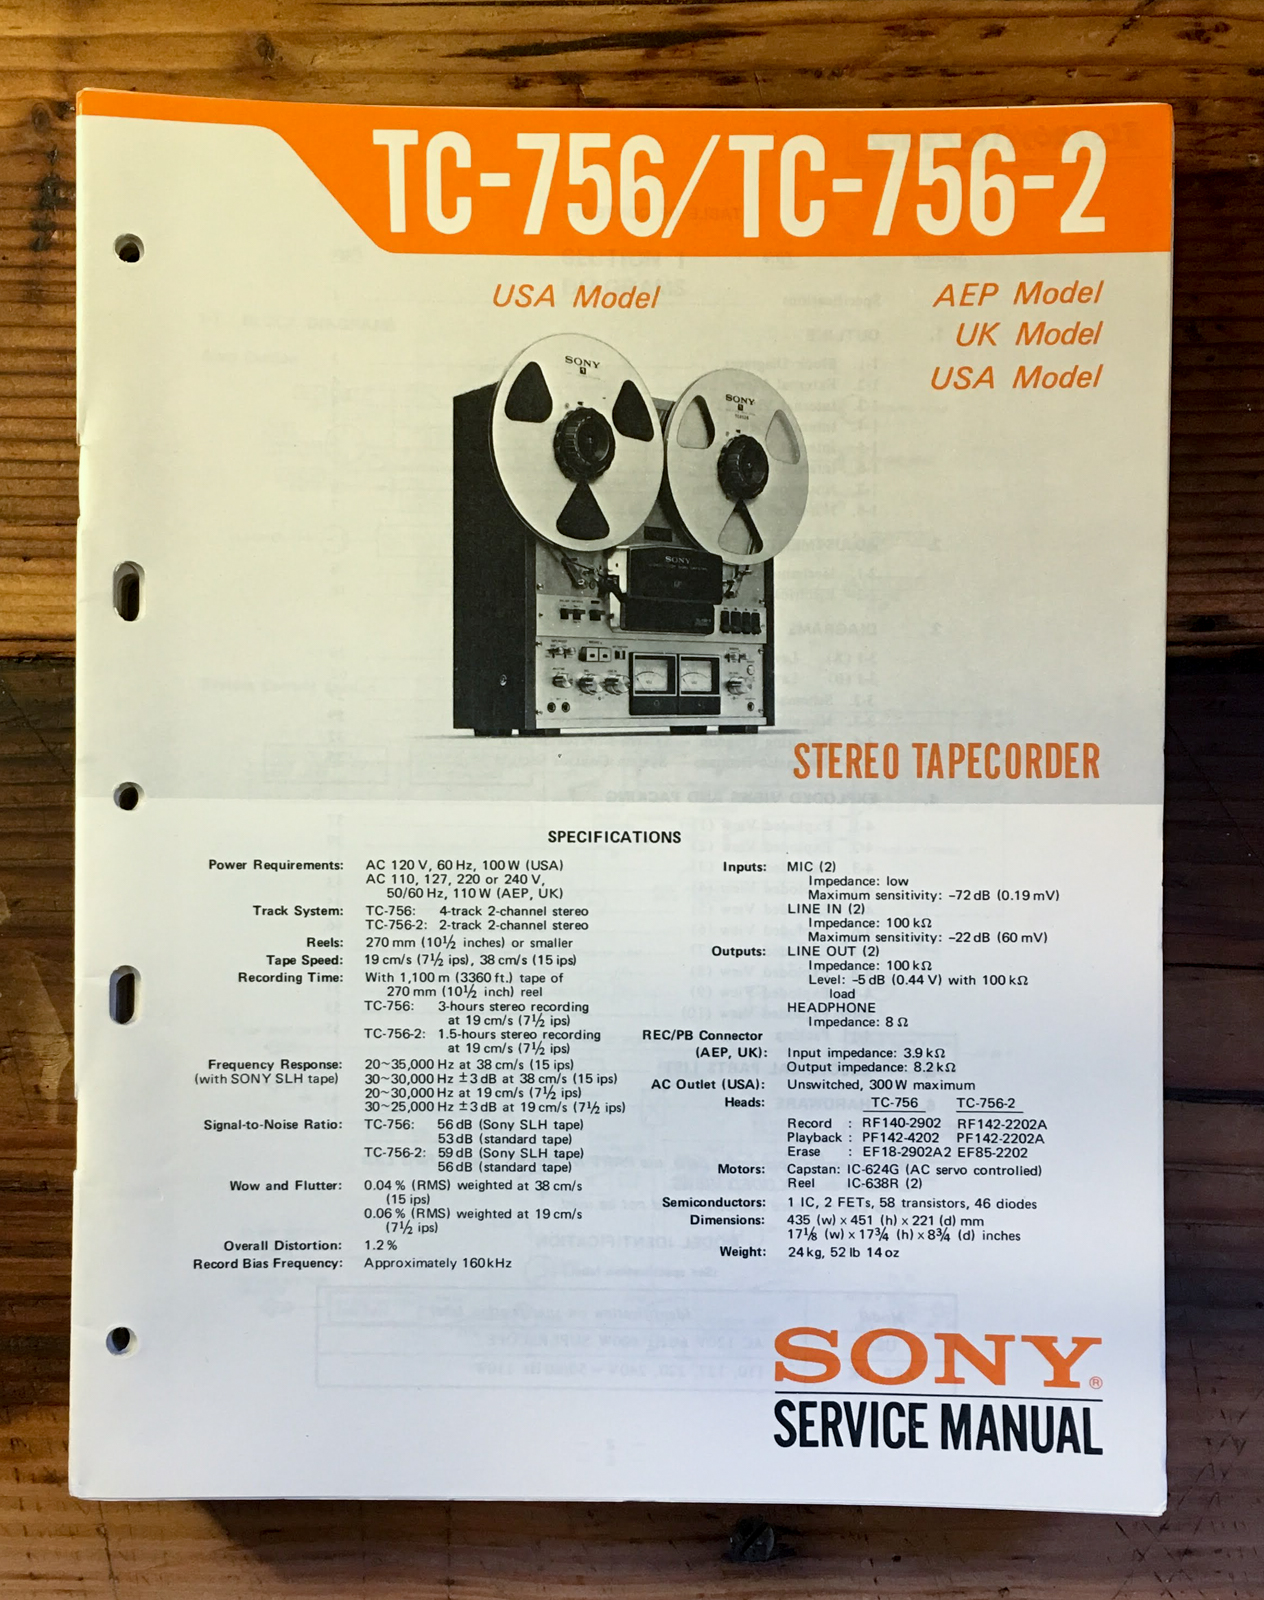 TC-756/TC-756-2
USA Model
AEP Model
UK Model
USA Model
SONY
SONY
SONY
STEREO TAPECORDER
SPECIFICATIONS
Power Requirements: AC 120 V, 60 Hz, 100 W (USA)
AC 110, 127, 220 or 240 V,
50/60 Hz, 110 W (AEP, UK)
Track System: TC-756: 4-track 2-channel stereo
TC-756-2: 2-track 2-channel stereo
Reels: 270 mm (10½ inches) or smaller
Tape Speed: 19 cm/s (7½ ips), 38 cm/s (15 ips)
Recording Time: With 1,100 m (3360 ft.) tape of
270 mm (10½ inch) reel
TC-756: 3-hours stereo recording
at 19 cm/s (7½ ips)
TC-756-2: 1.5-hours stereo recording
at 19 cm/s (7½ ips)
Frequency Response: 20~35,000 Hz at 38 cm/s (15 ips)
(with SONY SLH tape) 30~30,000 Hz ±3 dB at 38 cm/s (15 ips)
20~30,000 Hz at 19 cm/s (7½ ips)
30~25,000 Hz ±3 dB at 19 cm/s (7½ ips)
Signal-to-Noise Ratio: TC-756: 56 dB (Sony SLH tape)
53 dB (standard tape)
TC-756-2: 59 dB (Sony SLH tape)
56 dB (standard tape)
Wow and Flutter: 0.04 % (RMS) weighted at 38 cm/s
(15 ips)
0.06 % (RMS) weighted at 19 cm/s
(7½ ips)
Overall Distortion: 1.2 %
Record Bias Frequency: Approximately 160 kHz
Inputs: MIC (2)
Impedance: low
Maximum sensitivity: –72 dB (0.19 mV)
LINE IN (2)
Impedance: 100 kΩ
Maximum sensitivity: –22 dB (60 mV)
Outputs: LINE OUT (2)
Impedance: 100 kΩ
Level: –5 dB (0.44 V) with 100 kΩ
load
HEADPHONE
Impedance: 8 Ω
REC/PB Connector
(AEP, UK): Input impedance: 3.9 kΩ
Output impedance: 8.2 kΩ
AC Outlet (USA): Unswitched, 300 W maximum
Heads: TC-756 TC-756-2
Record : RF140-2902 RF142-2202A
Playback : PF142-4202 PF142-2202A
Erase : EF18-2902A2 EF85-2202
Motors: Capstan: IC-624G (AC servo controlled)
Reel IC-638R (2)
Semiconductors: 1 IC, 2 FETs, 58 transistors, 46 diodes
Dimensions: 435 (w) x 451 (h) x 221 (d) mm
17⅛ (w) x 17¾ (h) x 8¾ (d) inches
Weight: 24 kg, 52 lb 14 oz
SONY®
SERVICE MANUAL